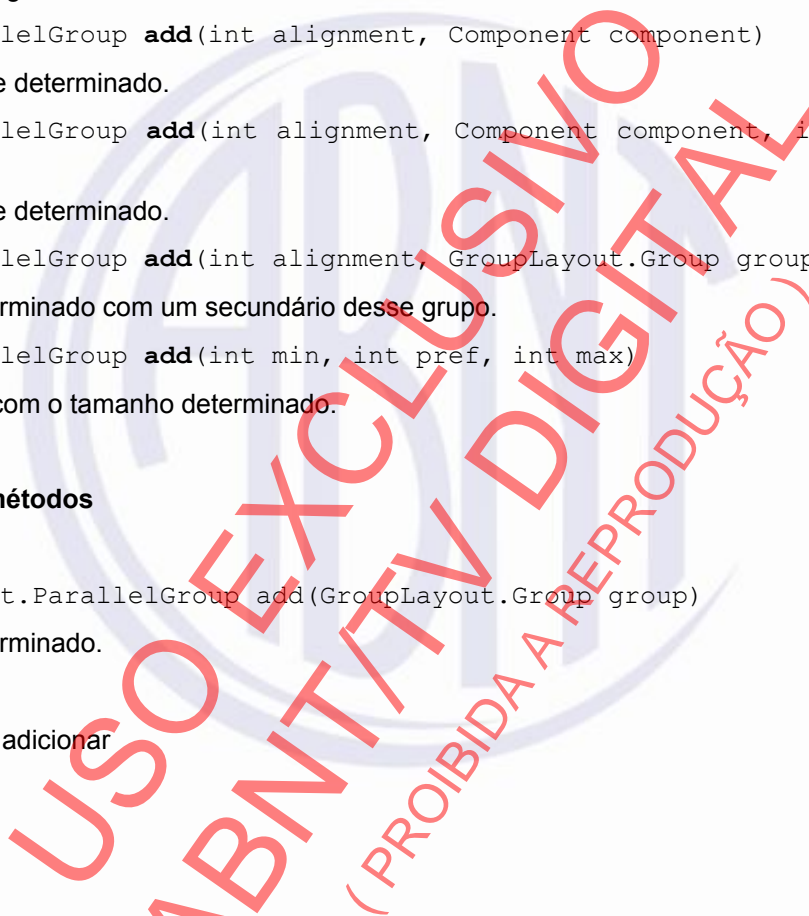 lelGroup add(int alignment, Component component)
e determinado.
lelGroup add(int alignment, Component component, i
e determinado.
lelGroup add(int alignment, GroupLayout.Group group
rminado com um secundário desse grupo.
lelGroup add(int min, int pref, int max)
com o tamanho determinado.
métodos
t.ParallelGroup add(GroupLayout.Group group)
rminado.
adicionar
USO EXCLUSIVO
ABNT/TV DIGITAL
( PROIBIDA A REPRODUÇÃO )
ABNT